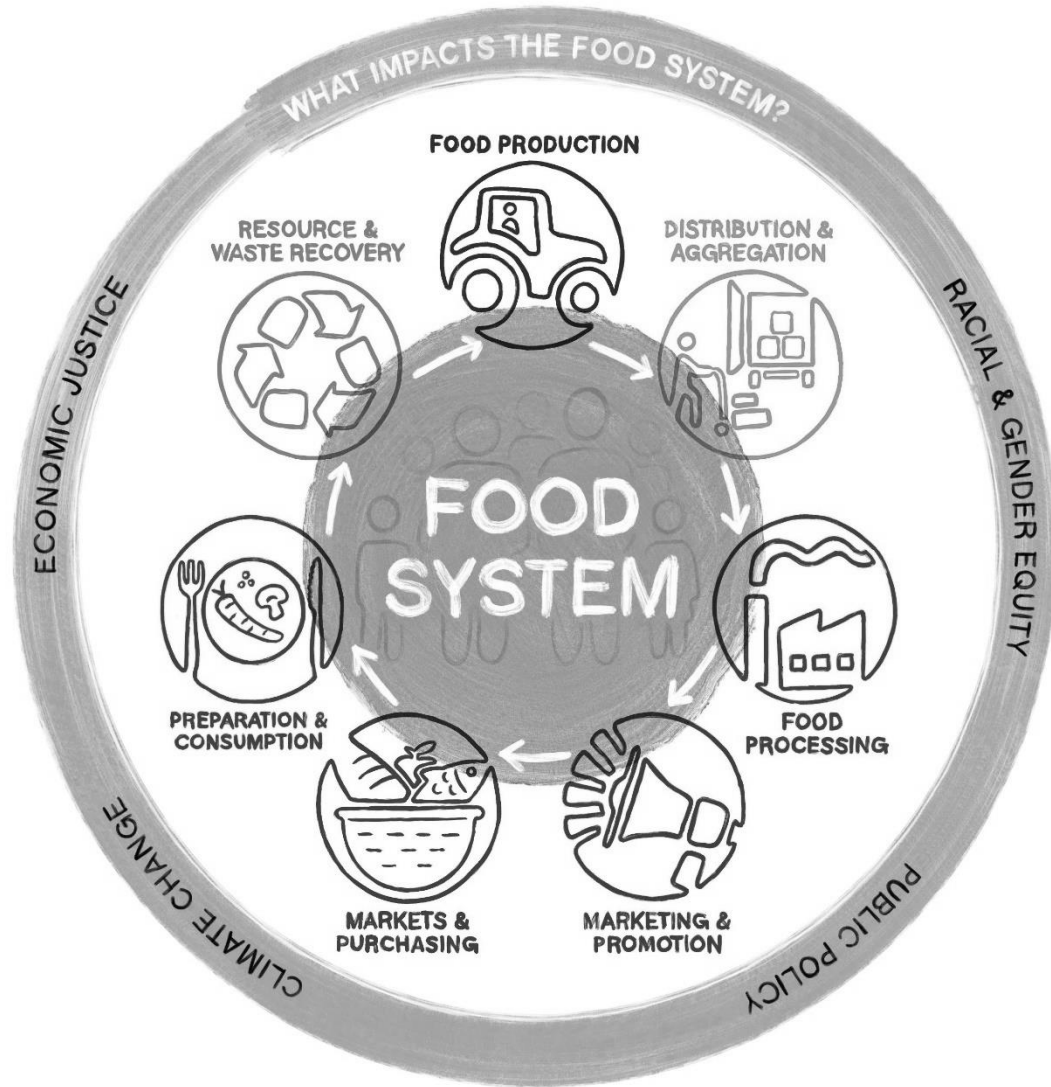 WHAT IMPACTS THE FOOD SYSTEM?
FOOD PRODUCTION
RESOURCE &
WASTE RECOVERY
DISTRIBUTION &
AGGREGATION
ECONOMIC JUSTICE
RACIAL & GENDER EQUITY
FOOD
SYSTEM
PREPARATION &
CONSUMPTION
FOOD
PROCESSING
MARKETS &
PURCHASING
MARKETING &
PROMOTION
CLIMATE CHANGE
PUBLIC POLICY